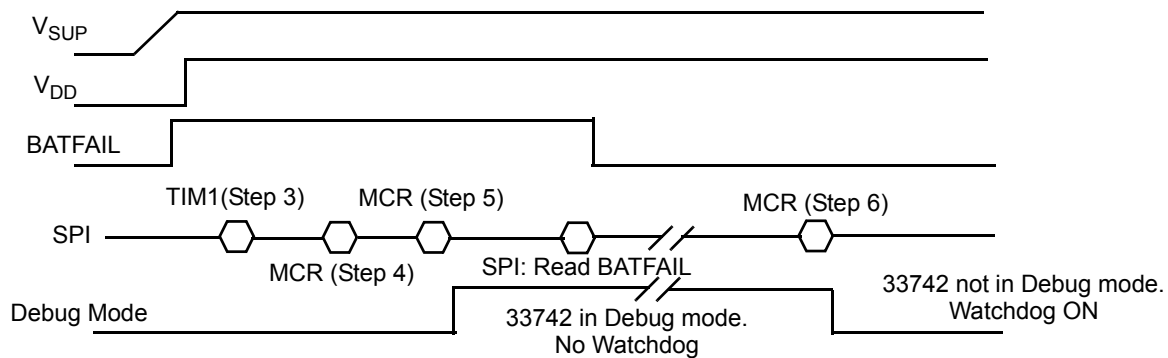 VSUP
VDD
BATFAIL
TIM1(Step 3)
MCR (Step 5)
MCR (Step 6)
SPI
MCR (Step 4)
SPI: Read BATFAIL
Debug Mode
33742 in Debug mode.
No Watchdog
33742 not in Debug mode.
Watchdog ON